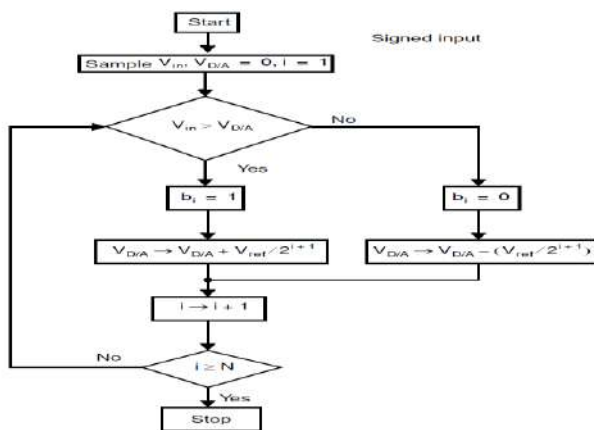 Start
Signed input
Sample V_in, V_D/A = 0, i = 1
V_in > V_D/A
No
Yes
b_i = 1
b_i = 0
V_D/A → V_D/A + V_ref/2^(i+1)
V_D/A → V_D/A − (V_ref/2^(i+1))
i → i + 1
No
i ≥ N
Yes
Stop